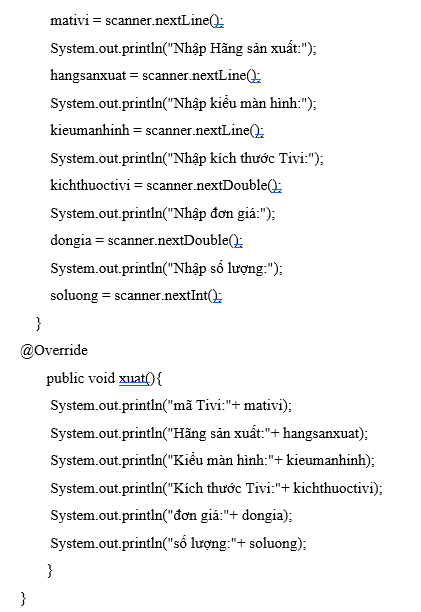 mativi = scanner.nextLine();
System.out.println("Nhập Hãng sản xuất:");
hangsanxuat = scanner.nextLine();
System.out.println("Nhập kiểu màn hình:");
kieumanhinh = scanner.nextLine();
System.out.println("Nhập kích thước Tivi:");
kichthuoctivi = scanner.nextDouble();
System.out.println("Nhập đơn giá:");
dongia = scanner.nextDouble();
System.out.println("Nhập số lượng:");
soluong = scanner.nextInt();
}
@Override
public void xuat(){
System.out.println("mã Tivi:"+ mativi);
System.out.println("Hãng sản xuất:"+ hangsanxuat);
System.out.println("Kiểu màn hình:"+ kieumanhinh);
System.out.println("Kích thước Tivi:"+ kichthuoctivi);
System.out.println("đơn giá:"+ dongia);
System.out.println("số lượng:"+ soluong);
}
}